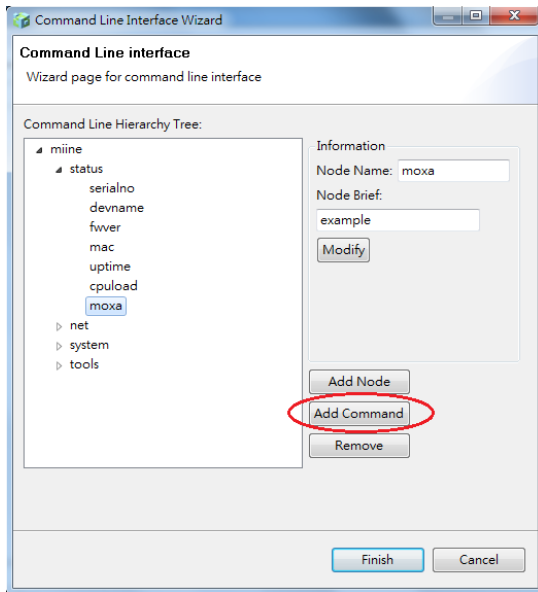 Command Line Interface Wizard
Command Line interface
Wizard page for command line interface
Command Line Hierarchy Tree:
miine
status
serialno
devname
fwver
mac
uptime
cpuload
moxa
net
system
tools
Information
Node Name: moxa
Node Brief:
example
Modify
Add Node
Add Command
Remove
Finish
Cancel